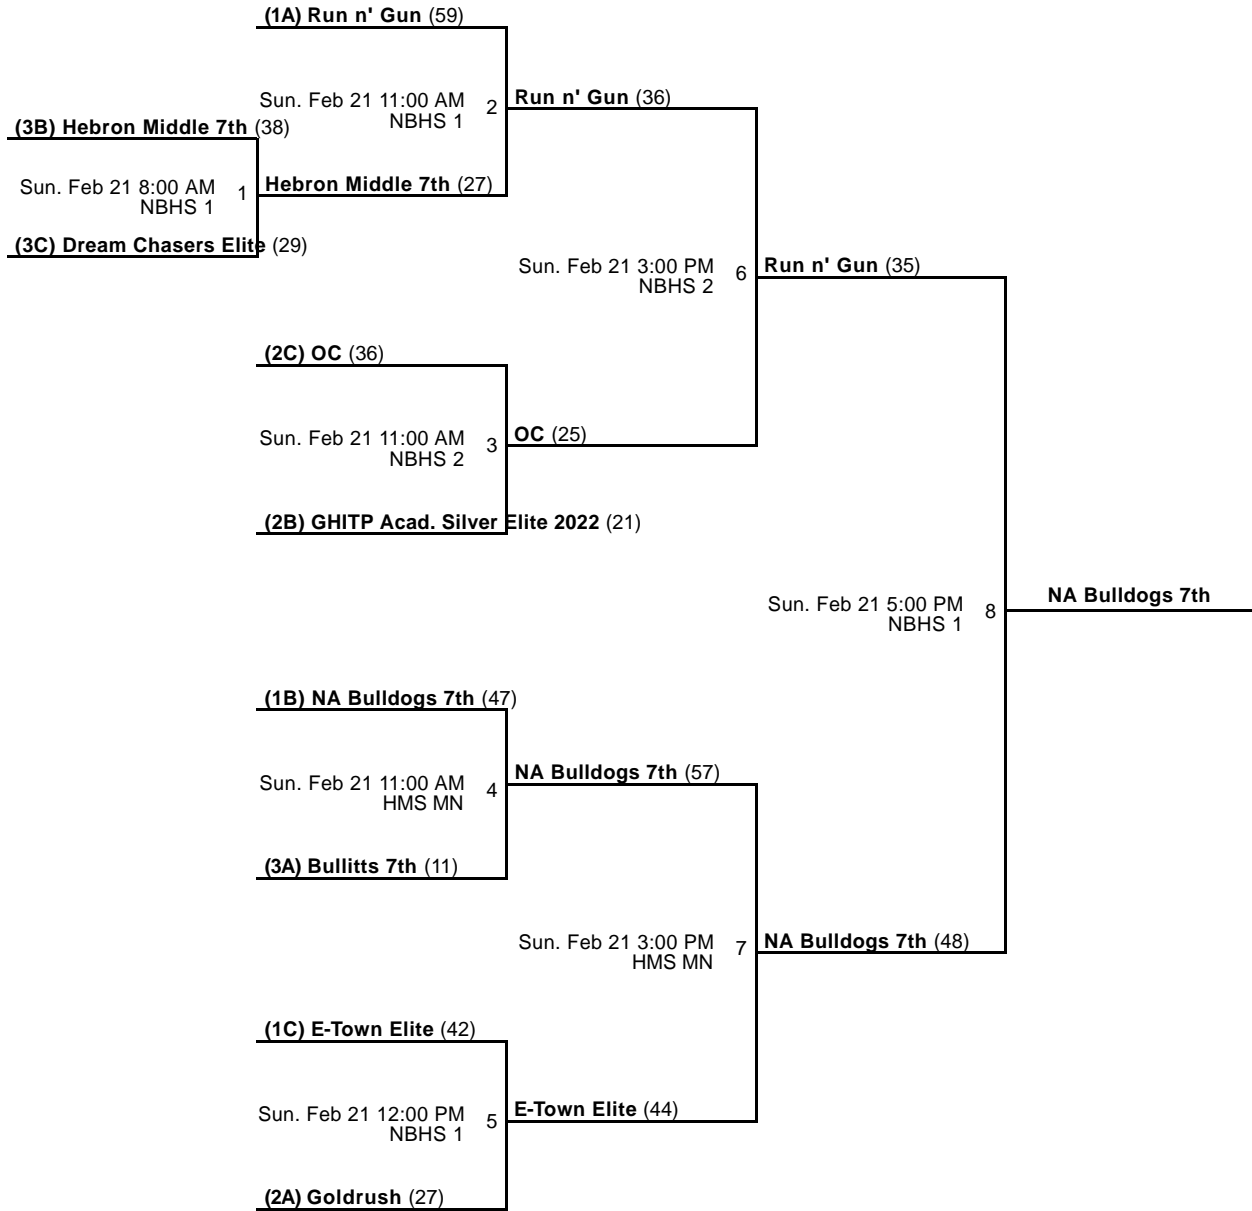 (1A) Run n' Gun (59)
Sun. Feb 21 11:00 AM
NBHS 1
2
Run n' Gun (36)
(3B) Hebron Middle 7th (38)
Sun. Feb 21 8:00 AM
NBHS 1
1
Hebron Middle 7th (27)
(3C) Dream Chasers Elite (29)
Sun. Feb 21 3:00 PM
NBHS 2
6
Run n' Gun (35)
(2C) OC (36)
Sun. Feb 21 11:00 AM
NBHS 2
3
OC (25)
(2B) GHITP Acad. Silver Elite 2022 (21)
Sun. Feb 21 5:00 PM
NBHS 1
8
NA Bulldogs 7th
(1B) NA Bulldogs 7th (47)
Sun. Feb 21 11:00 AM
HMS MN
4
NA Bulldogs 7th (57)
(3A) Bullitts 7th (11)
Sun. Feb 21 3:00 PM
HMS MN
7
NA Bulldogs 7th (48)
(1C) E-Town Elite (42)
Sun. Feb 21 12:00 PM
NBHS 1
5
E-Town Elite (44)
(2A) Goldrush (27)